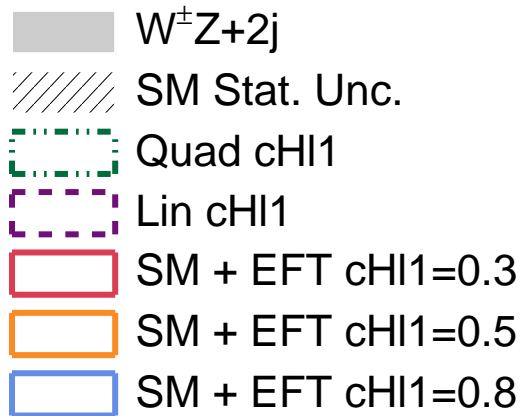 W±Z+2j
SM Stat. Unc.
Quad cHl1
Lin cHl1
SM + EFT cHl1=0.3
SM + EFT cHl1=0.5
SM + EFT cHl1=0.8